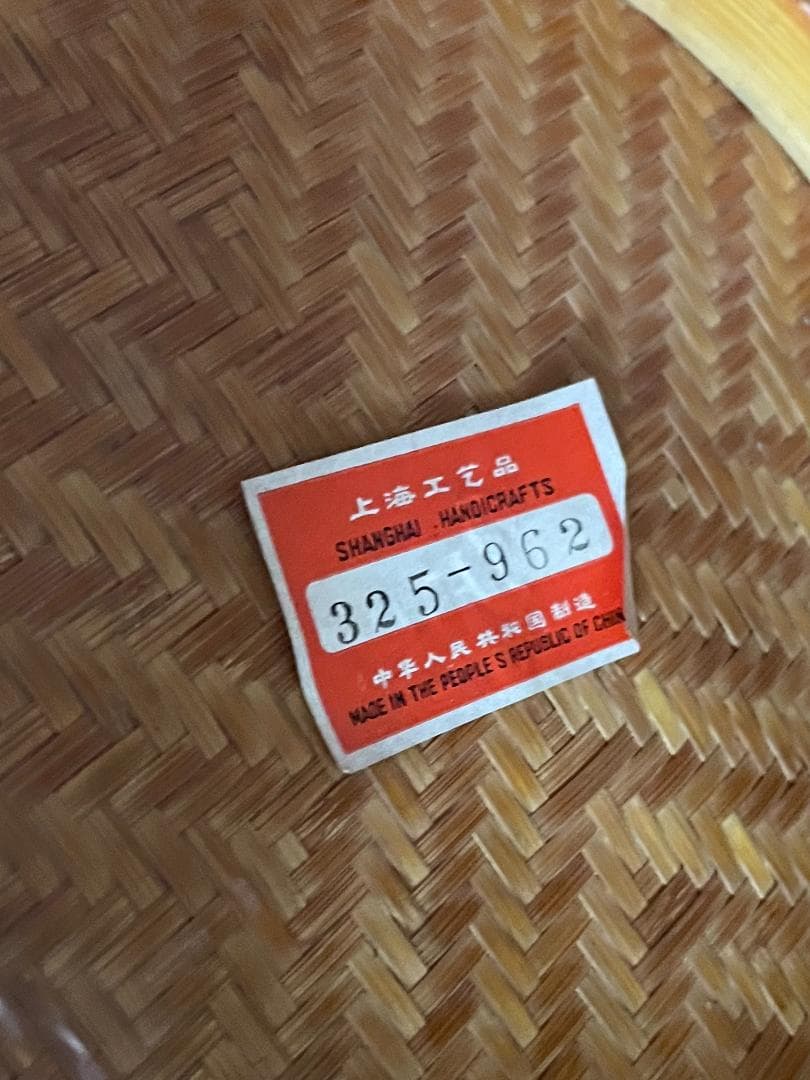 上海工艺品
SHANGHAI HANDICRAFTS
325-962
中华人民共和国制造
MADE IN THE PEOPLE'S REPUBLIC OF CHINA